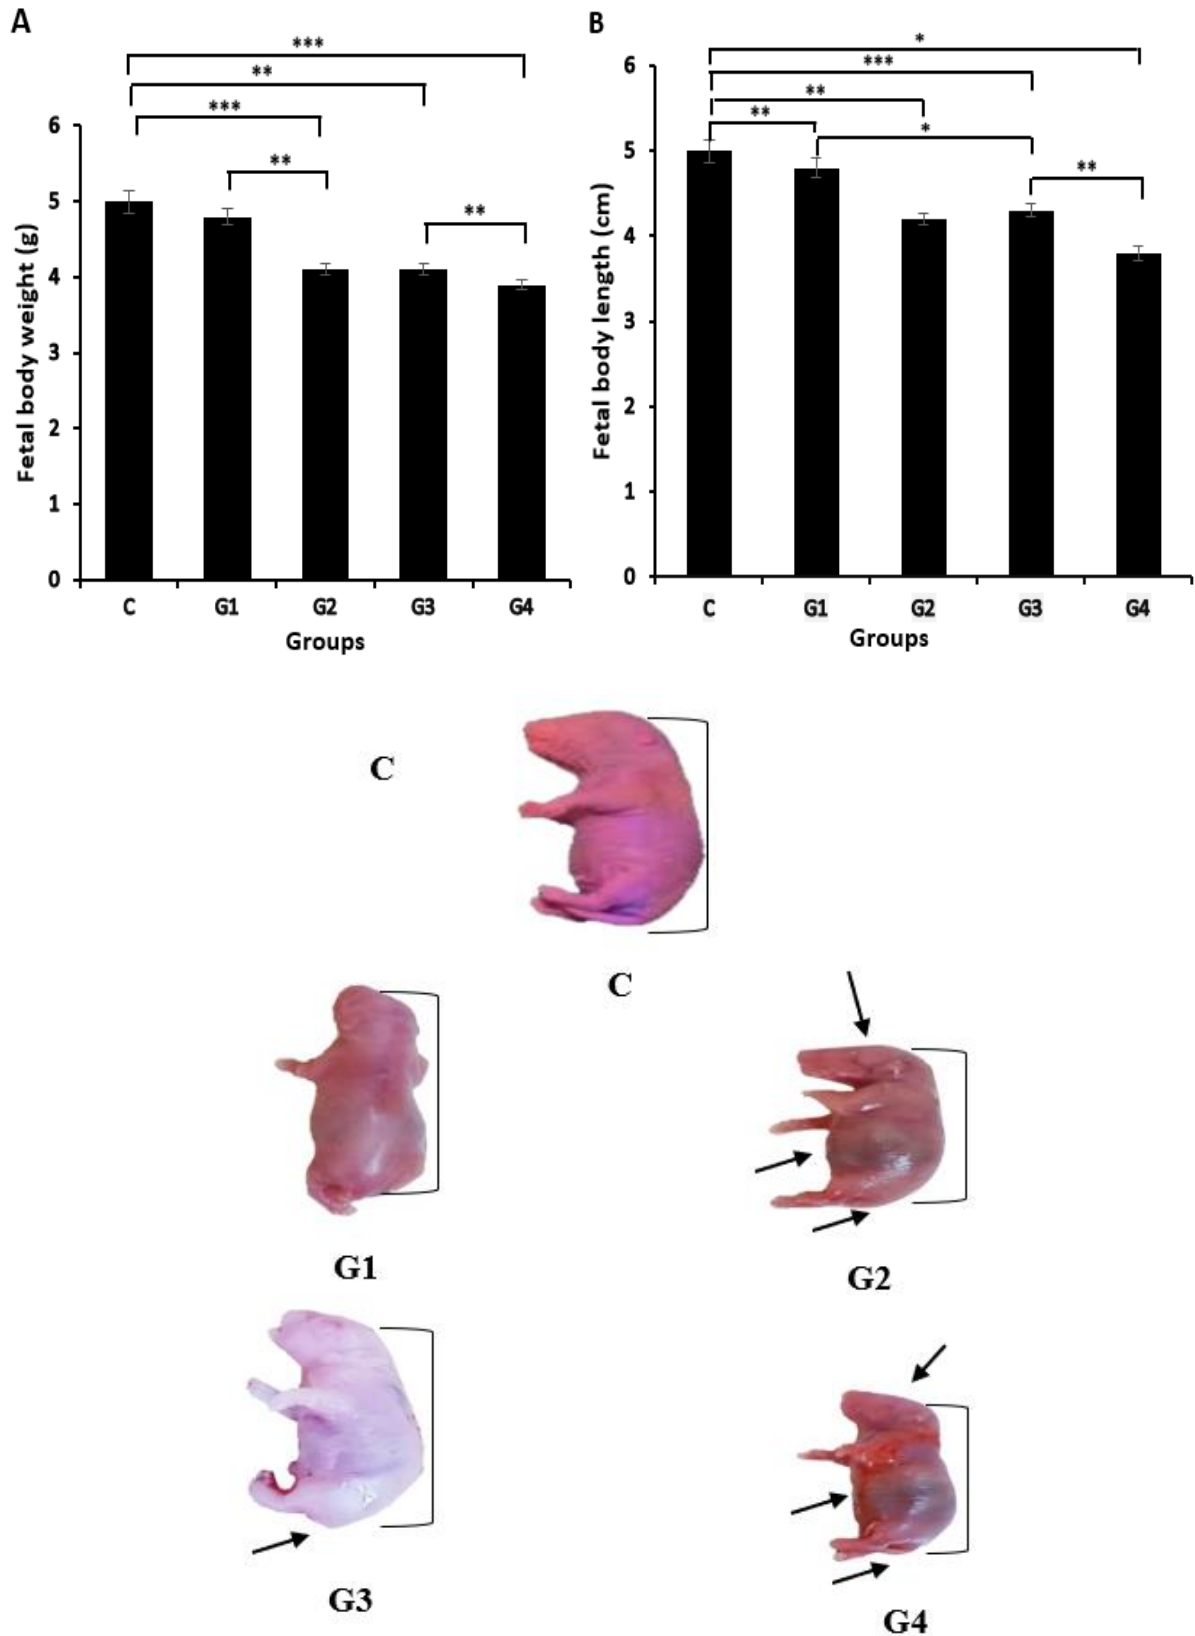 A
***
**
***
**
**
6
5
4
3
2
1
0
Fetal body weight (g)
C G1 G2 G3 G4
Groups
B
*
***
**
**
*
**
6
5
4
3
2
1
0
Fetal body length (cm)
C G1 G2 G3 G4
Groups
C
C
G1
G2
G3
G4